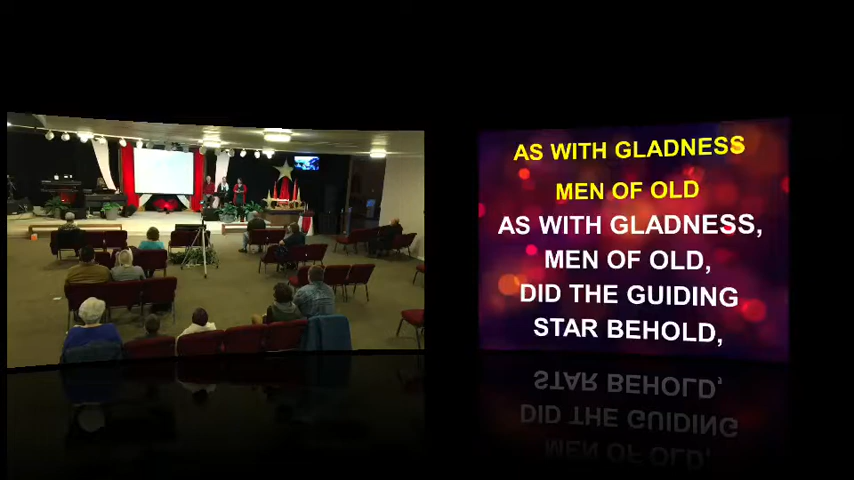 AS WITH GLADNESS
MEN OF OLD
AS WITH GLADNESS,
MEN OF OLD,
DID THE GUIDING
STAR BEHOLD,